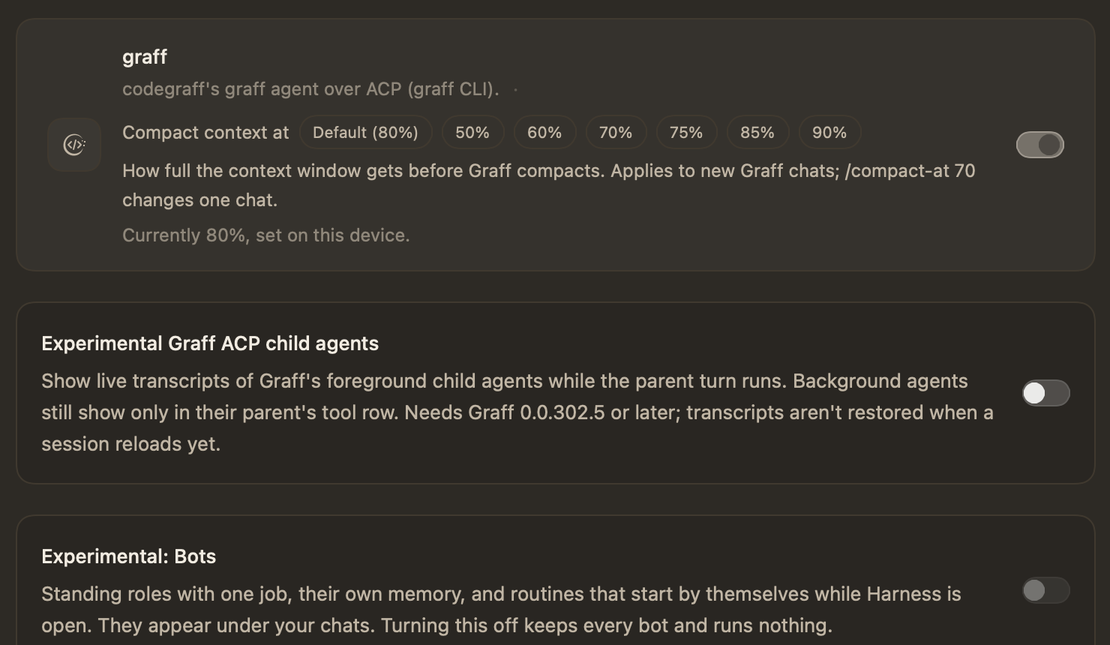 graff
codegraff's graff agent over ACP (graff CLI). ·
Compact context at Default (80%) 50% 60% 70% 75% 85% 90%
How full the context window gets before Graff compacts. Applies to new Graff chats; /compact-at 70
changes one chat.
Currently 80%, set on this device.
Experimental Graff ACP child agents
Show live transcripts of Graff's foreground child agents while the parent turn runs. Background agents
still show only in their parent's tool row. Needs Graff 0.0.302.5 or later; transcripts aren't restored when a
session reloads yet.
Experimental: Bots
Standing roles with one job, their own memory, and routines that start by themselves while Harness is
open. They appear under your chats. Turning this off keeps every bot and runs nothing.